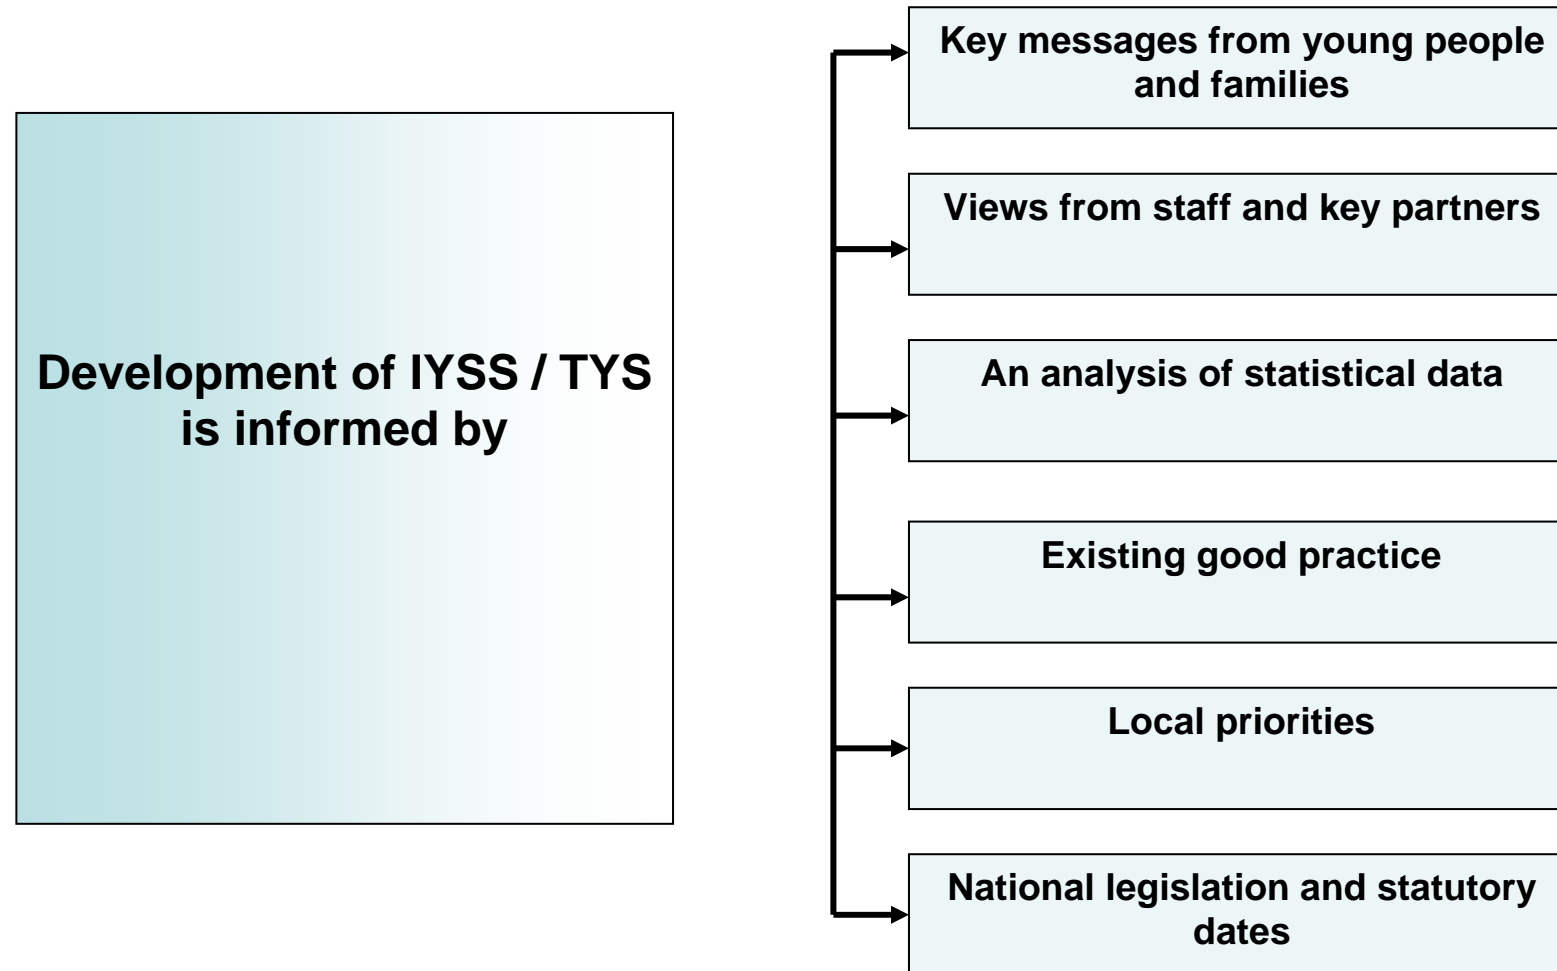 Development of IYSS / TYS
is informed by
Key messages from young people
and families
Views from staff and key partners
An analysis of statistical data
Existing good practice
Local priorities
National legislation and statutory
dates